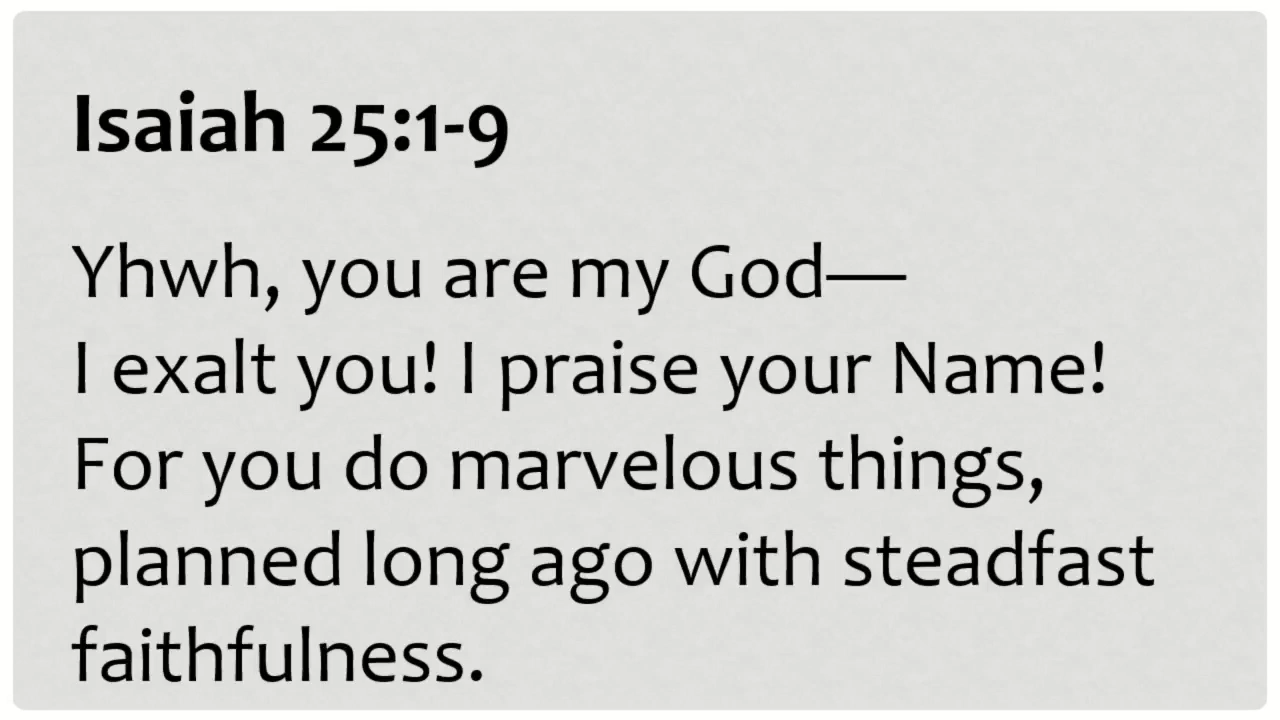 Isaiah 25:1-9
Yhwh, you are my God—
I exalt you! I praise your Name!
For you do marvelous things,
planned long ago with steadfast
faithfulness.